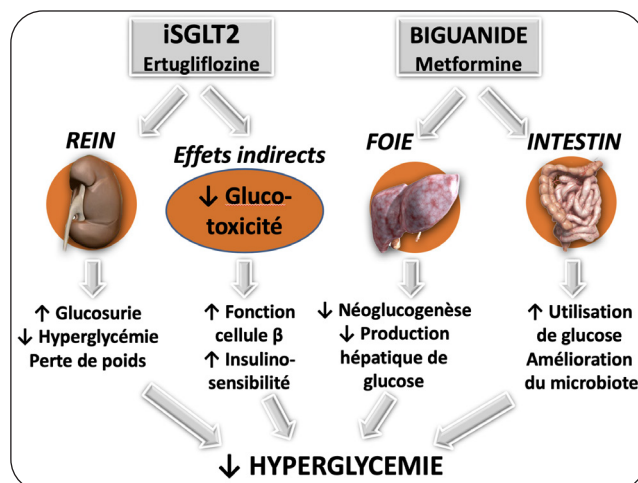 iSGLT2
Ertugliflozine
BIGUANIDE
Metformine
REIN
Effets indirects
FOIE
INTESTIN
↓ Gluco-
toxicité
↑ Glucosurie
↓ Hyperglycémie
Perte de poids
↑ Fonction
cellule β
↑ Insulino-
sensibilité
↓ Néoglucogenèse
↓ Production
hépatique de
glucose
↑ Utilisation
de glucose
Amélioration
du microbiote
↓ HYPERGLYCEMIE